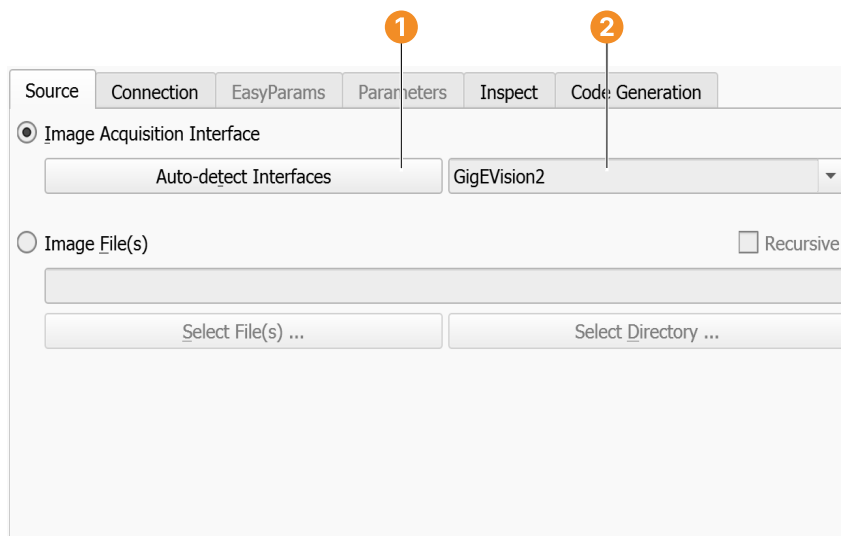 1 2
Source Connection EasyParams Parameters Inspect Code Generation
Image Acquisition Interface
Auto-detect Interfaces GigEVision2
Image File(s) Recursive
Select File(s) ... Select Directory ...